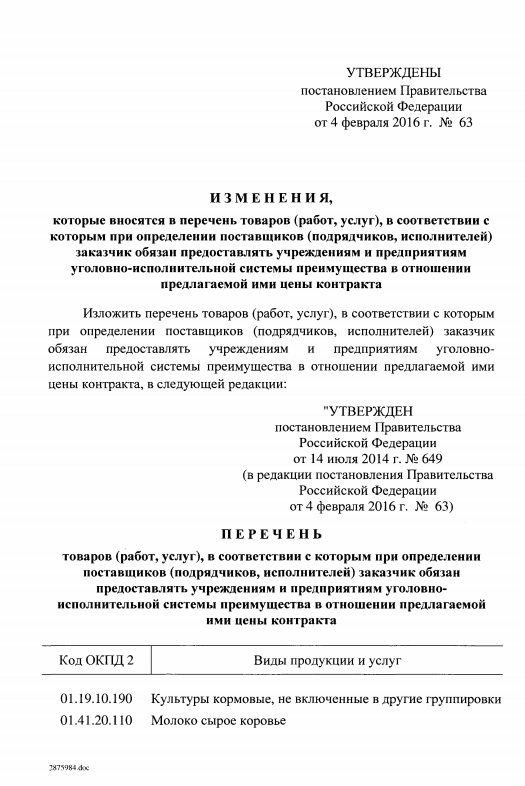 УТВЕРЖДЕНЫ
постановлением Правительства
Российской Федерации
от 4 февраля 2016 г. № 63
ИЗМЕНЕНИЯ,
которые вносятся в перечень товаров (работ, услуг), в соответствии с
которым при определении поставщиков (подрядчиков, исполнителей)
заказчик обязан предоставлять учреждениям и предприятиям
уголовно-исполнительной системы преимущества в отношении
предлагаемой ими цены контракта
Изложить перечень товаров (работ, услуг), в соответствии с которым
при определении поставщиков (подрядчиков, исполнителей) заказчик
обязан предоставлять учреждениям и предприятиям уголовно-
исполнительной системы преимущества в отношении предлагаемой ими
цены контракта, в следующей редакции:
"УТВЕРЖДЕН
постановлением Правительства
Российской Федерации
от 14 июля 2014 г. № 649
(в редакции постановления Правительства
Российской Федерации
от 4 февраля 2016 г. № 63)
ПЕРЕЧЕНЬ
товаров (работ, услуг), в соответствии с которым при определении
поставщиков (подрядчиков, исполнителей) заказчик обязан
предоставлять учреждениям и предприятиям уголовно-
исполнительной системы преимущества в отношении предлагаемой
ими цены контракта
Код ОКПД 2 Виды продукции и услуг
01.19.10.190 Культуры кормовые, не включенные в другие группировки
01.41.20.110 Молоко сырое коровье
2875984.doc